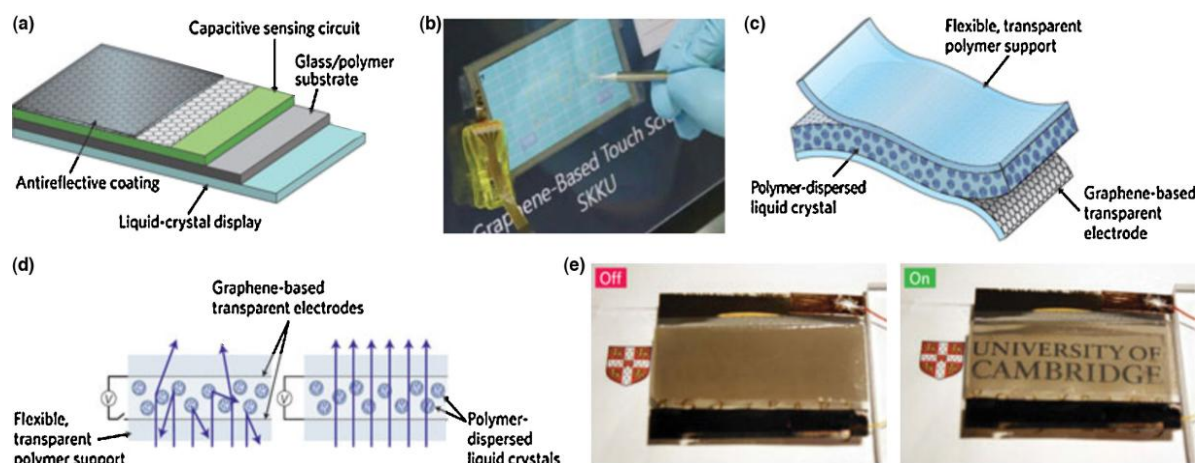 (a)
Capacitive sensing circuit
Glass/polymer
substrate
Antireflective coating
Liquid-crystal display
(b)
Graphene-Based Touch
SKKU
(c)
Flexible, transparent
polymer support
Polymer-dispersed
liquid crystal
Graphene-based
transparent
electrode
(d)
Graphene-based
transparent electrodes
V
V
Flexible,
transparent
polymer support
Polymer-
dispersed
liquid crystals
(e)
Off
On
UNIVERSITY OF
CAMBRIDGE